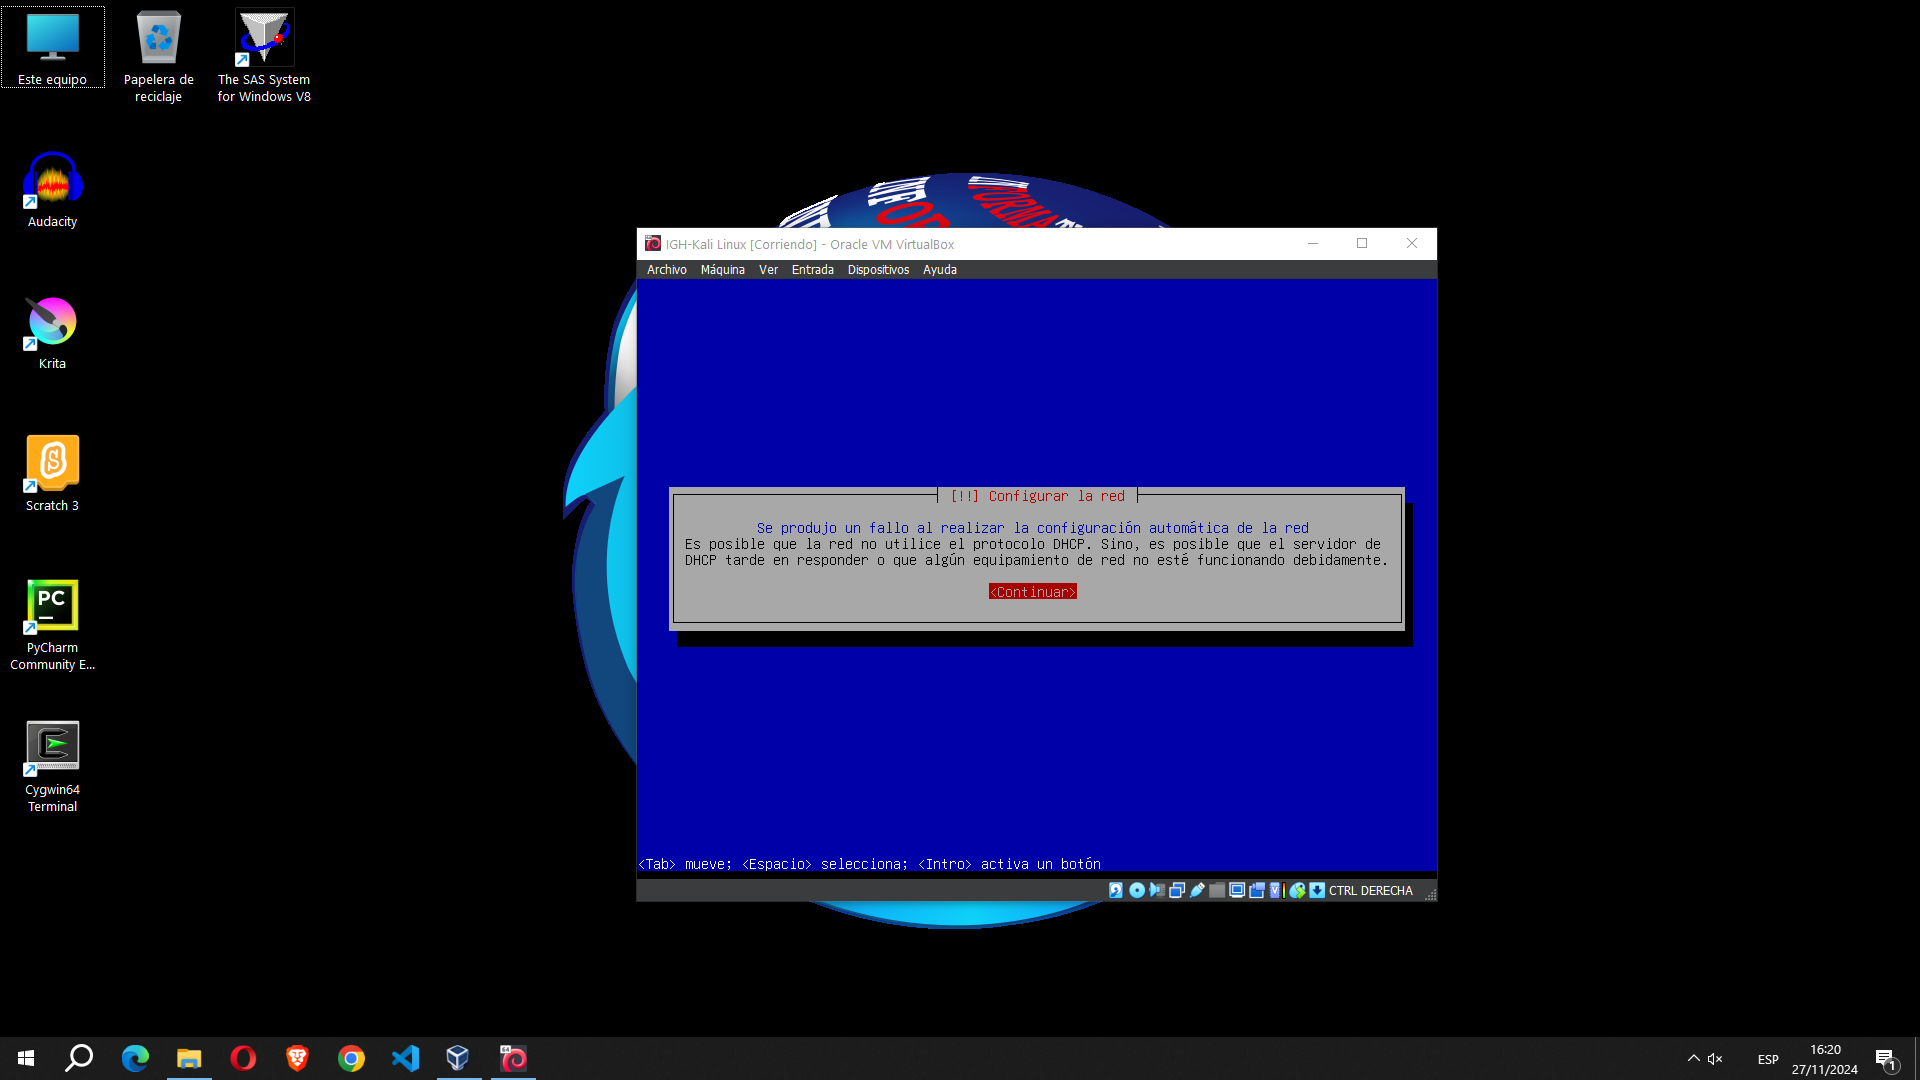 Este equipo
Papelera de
reciclaje
The SAS System
for Windows V8
Audacity
Krita
Scratch 3
PC
PyCharm
Community E...
Cygwin64
Terminal
IGH-Kali Linux [Corriendo] - Oracle VM VirtualBox
Archivo Máquina Ver Entrada Dispositivos Ayuda
[!!] Configurar la red
Se produjo un fallo al realizar la configuración automática de la red
Es posible que la red no utilice el protocolo DHCP. Sino, es posible que el servidor de
DHCP tarde en responder o que algún equipamiento de red no esté funcionando debidamente.
<Continuar>
<Tab> mueve; <Espacio> selecciona; <Intro> activa un botón
CTRL DERECHA
ESP
16:20
27/11/2024
1